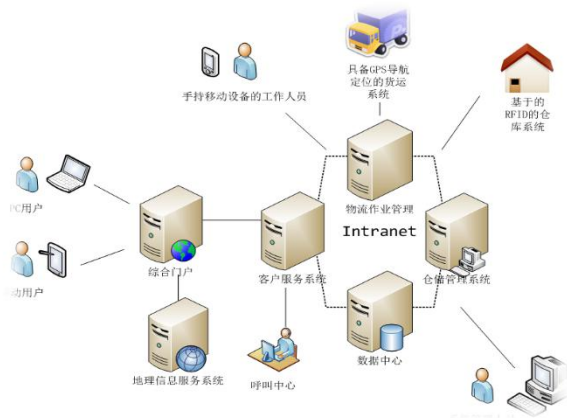 具备GPS导航
定位的货运
系统
手持移动设备的工作人员
基于的
RFID的仓
库系统
PC用户
物流作业管理
Intranet
综合门户
客户服务系统
仓储管理系统
动用户
数据中心
地理信息服务系统
呼叫中心